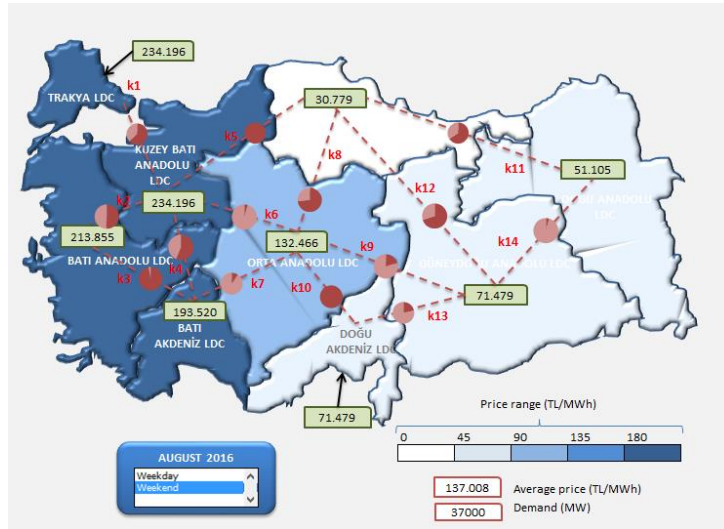 234.196
k1
TRAKYA LDC
30.779
k5
KUZEY BATI
ANADOLU
LDC
k8
k11
51.105
k12
LDC
234.196
k6
213.855
132.466
k9
k14
BATI ANADOLU LDC
k4
ORTA ANADOLU LDC
ANADOLU LDC
k3
k7
k10
71.479
193.520
k13
BATI
AKDENİZ LDC
DOĞU
AKDENİZ LDC
71.479
Price range (TL/MWh)
0 45 90 135 180
AUGUST 2016
Weekday
Weekend
137.008 Average price (TL/MWh)
37000 Demand (MW)